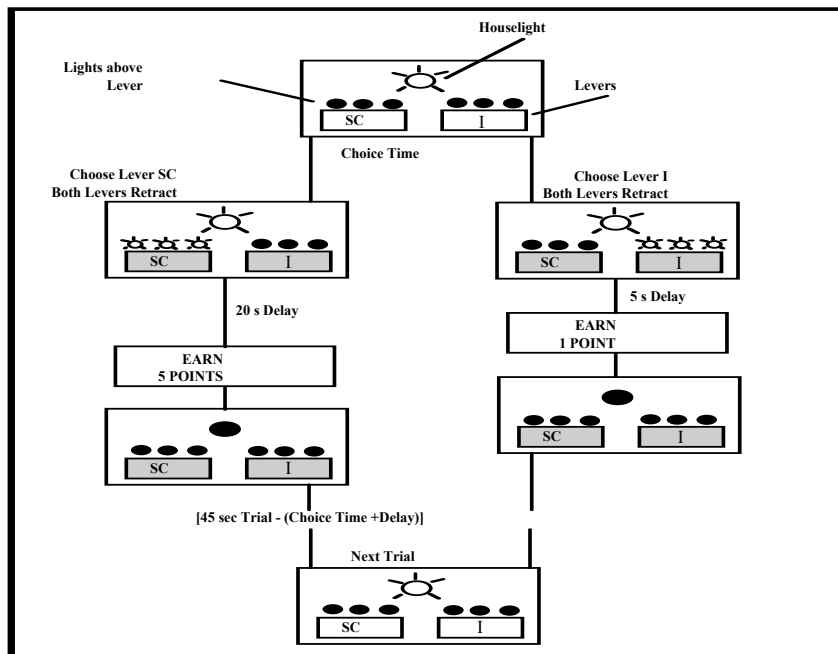 Houselight
Lights above
Lever
Levers
SC
I
Choice Time
Choose Lever SC
Both Levers Retract
Choose Lever I
Both Levers Retract
SC
I
SC
I
20 s Delay
5 s Delay
EARN
1 POINT
EARN
5 POINTS
SC
I
SC
I
[45 sec Trial - (Choice Time +Delay)]
Next Trial
SC
I